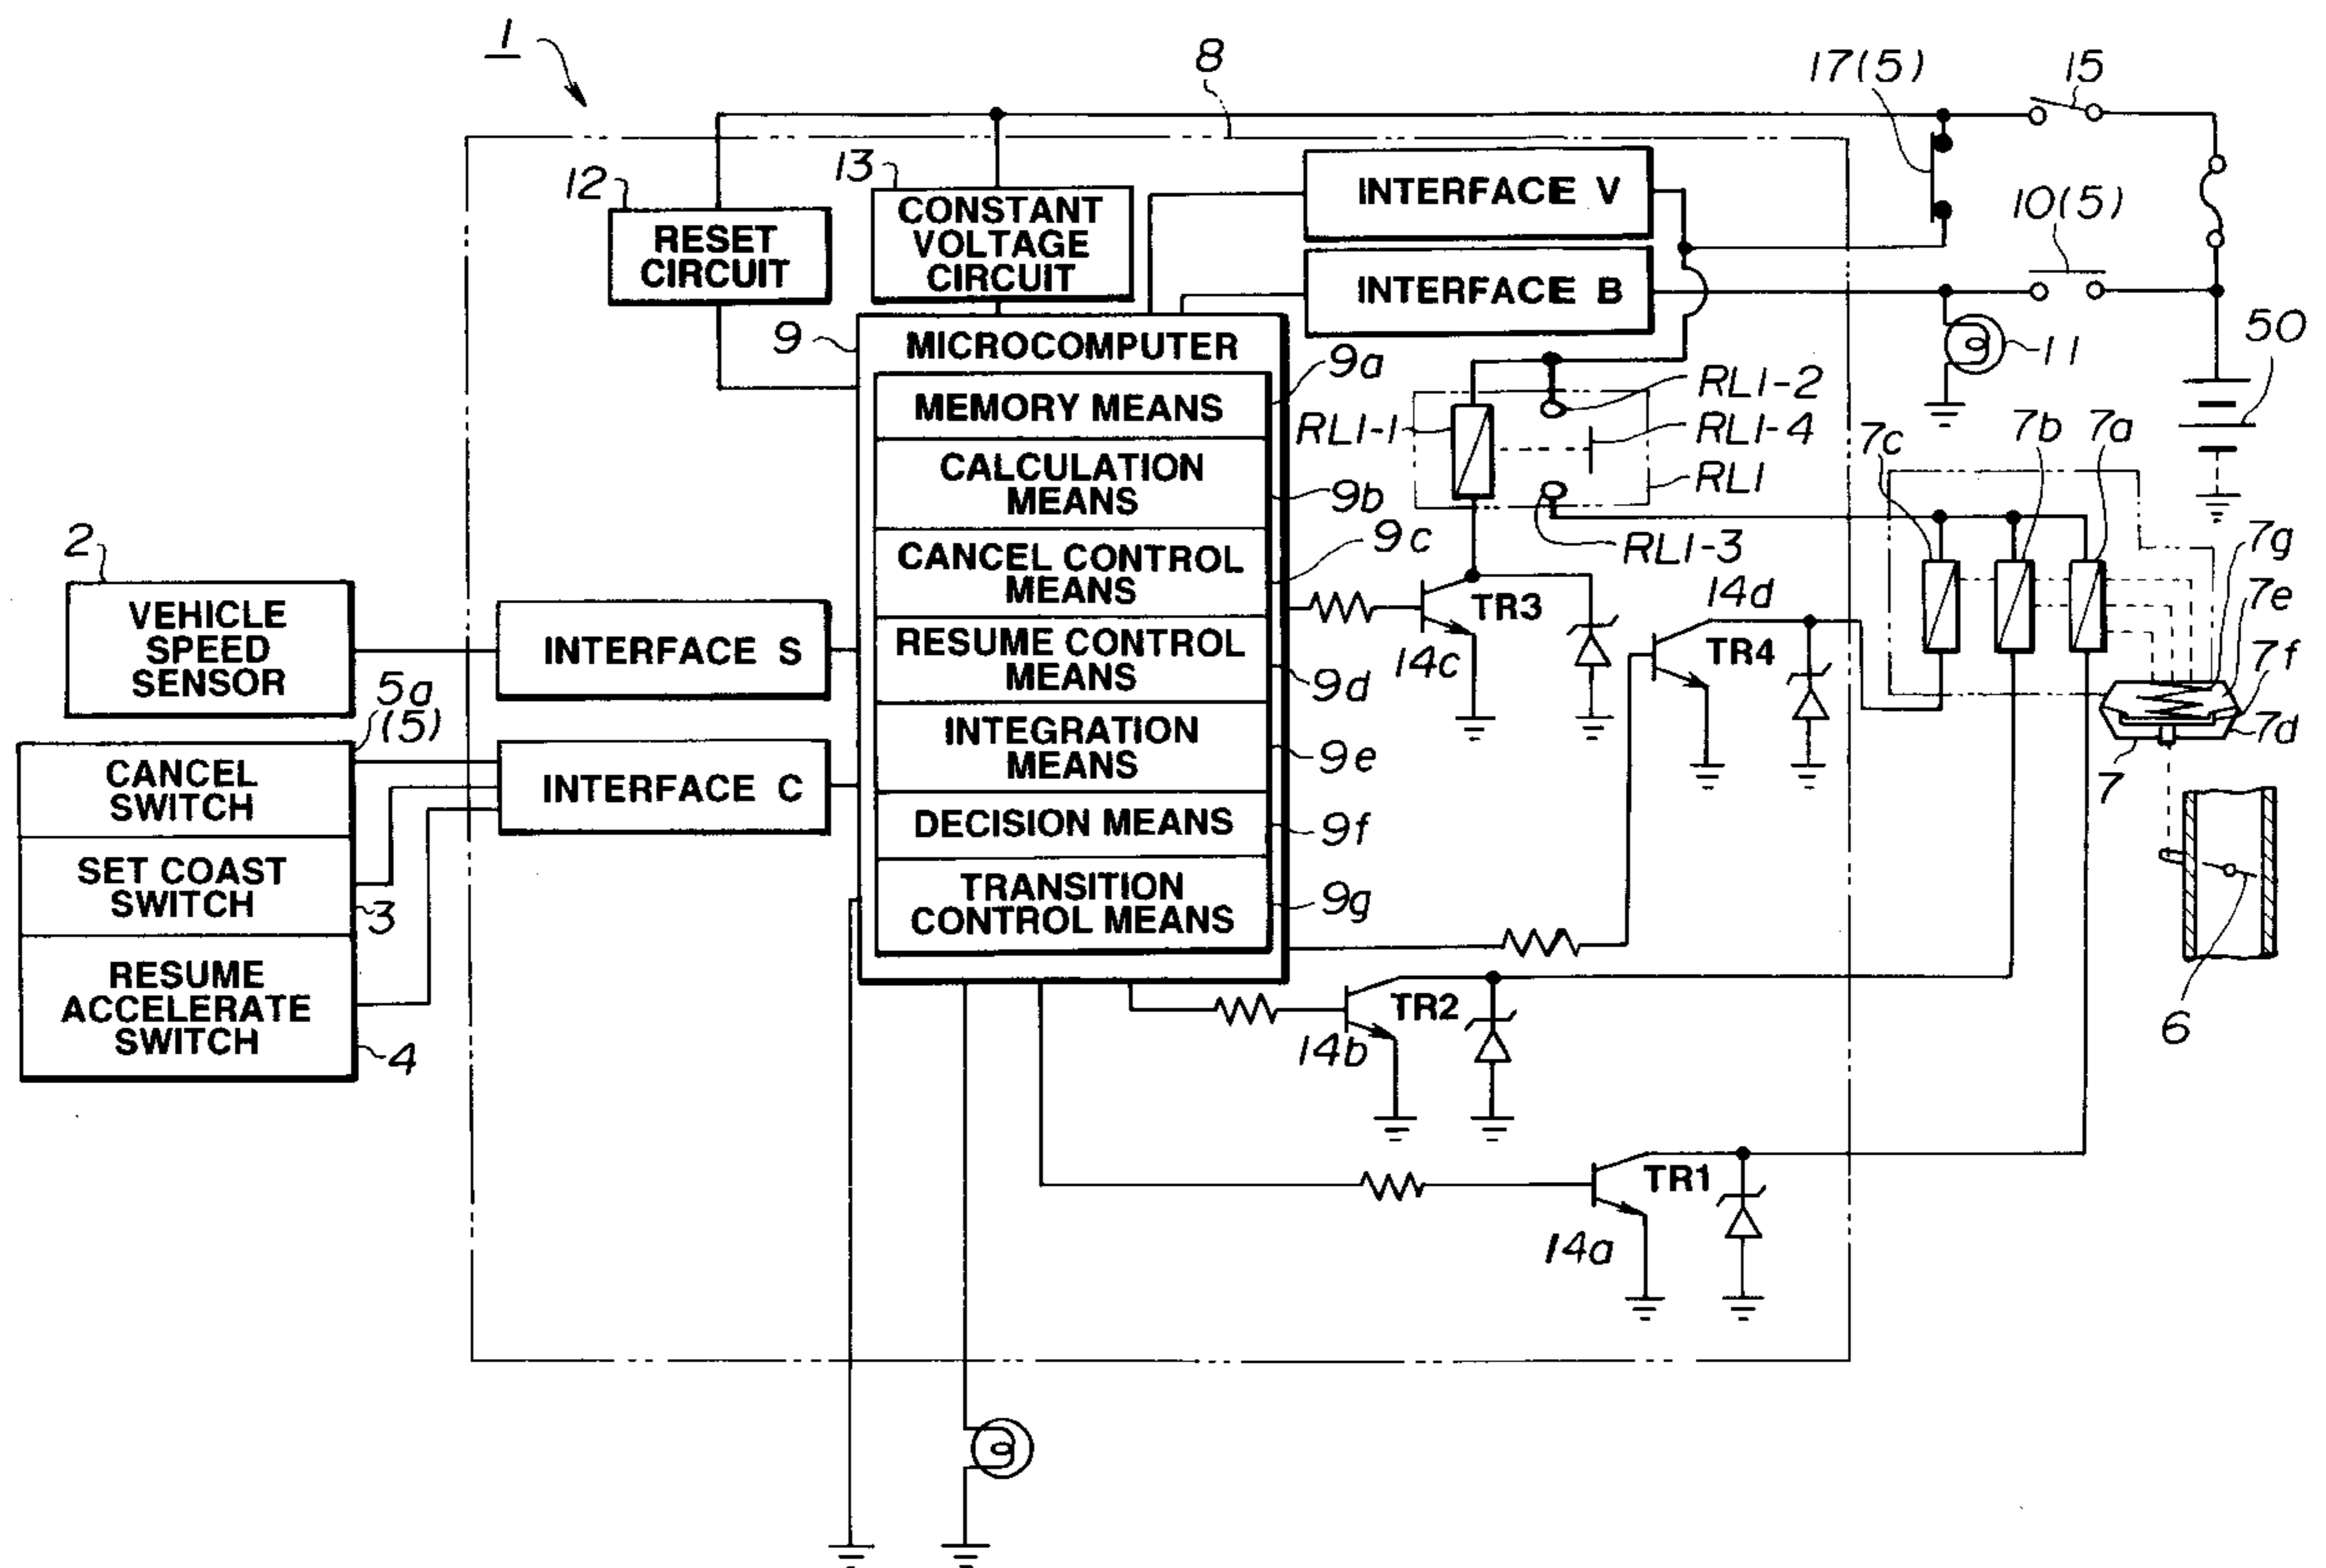 1
8
17(5)
15
12
13
RESET
CIRCUIT
CONSTANT
VOLTAGE
CIRCUIT
INTERFACE V
10(5)
INTERFACE B
9
MICROCOMPUTER
50
11
9a
MEMORY MEANS
RL1-2
RL1-1
RL1-4
RL1
RL1-3
7c
7b
7a
CALCULATION
MEANS
9b
2
VEHICLE
SPEED
SENSOR
CANCEL CONTROL
MEANS
9c
TR3
14c
14d
TR4
7g
7e
7f
7d
7
INTERFACE S
RESUME CONTROL
MEANS
9d
5a
(5)
CANCEL
SWITCH
INTERFACE C
INTEGRATION
MEANS
9e
DECISION MEANS
9f
SET COAST
SWITCH
3
TRANSITION
CONTROL MEANS
9g
RESUME
ACCELERATE
SWITCH
4
6
TR2
14b
TR1
14a